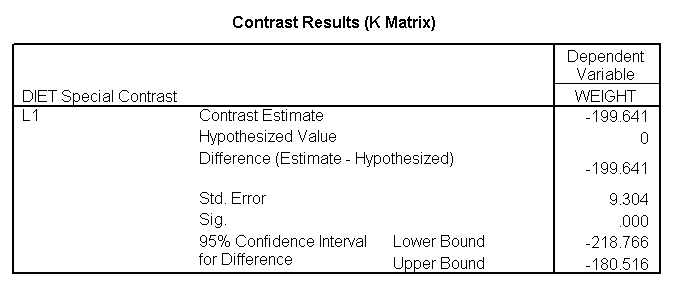 Contrast Results (K Matrix)
Dependent
Variable
DIET Special Contrast WEIGHT
L1 Contrast Estimate -199.641
Hypothesized Value 0
Difference (Estimate - Hypothesized) -199.641
Std. Error 9.304
Sig. .000
95% Confidence Interval Lower Bound -218.766
for Difference Upper Bound -180.516